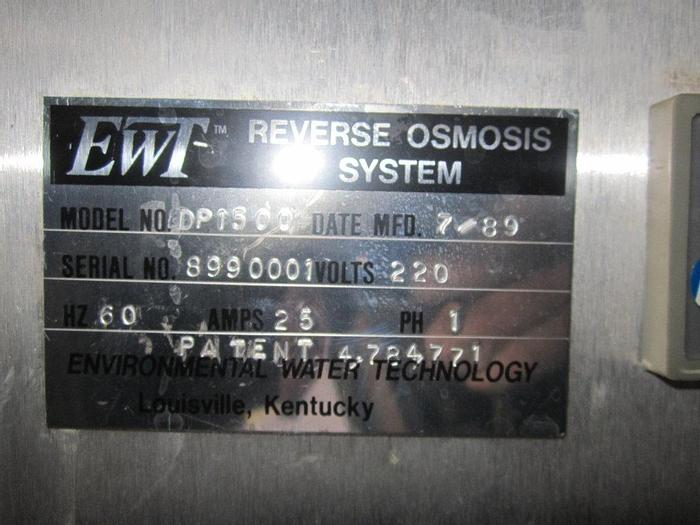 EWT™ REVERSE OSMOSIS
SYSTEM
MODEL NO. DP1500 DATE MFD. 7/89
SERIAL NO. 8990001 VOLTS 220
HZ 60 AMPS 25 PH 1
PATENT 4,784,771
ENVIRONMENTAL WATER TECHNOLOGY
Louisville, Kentucky